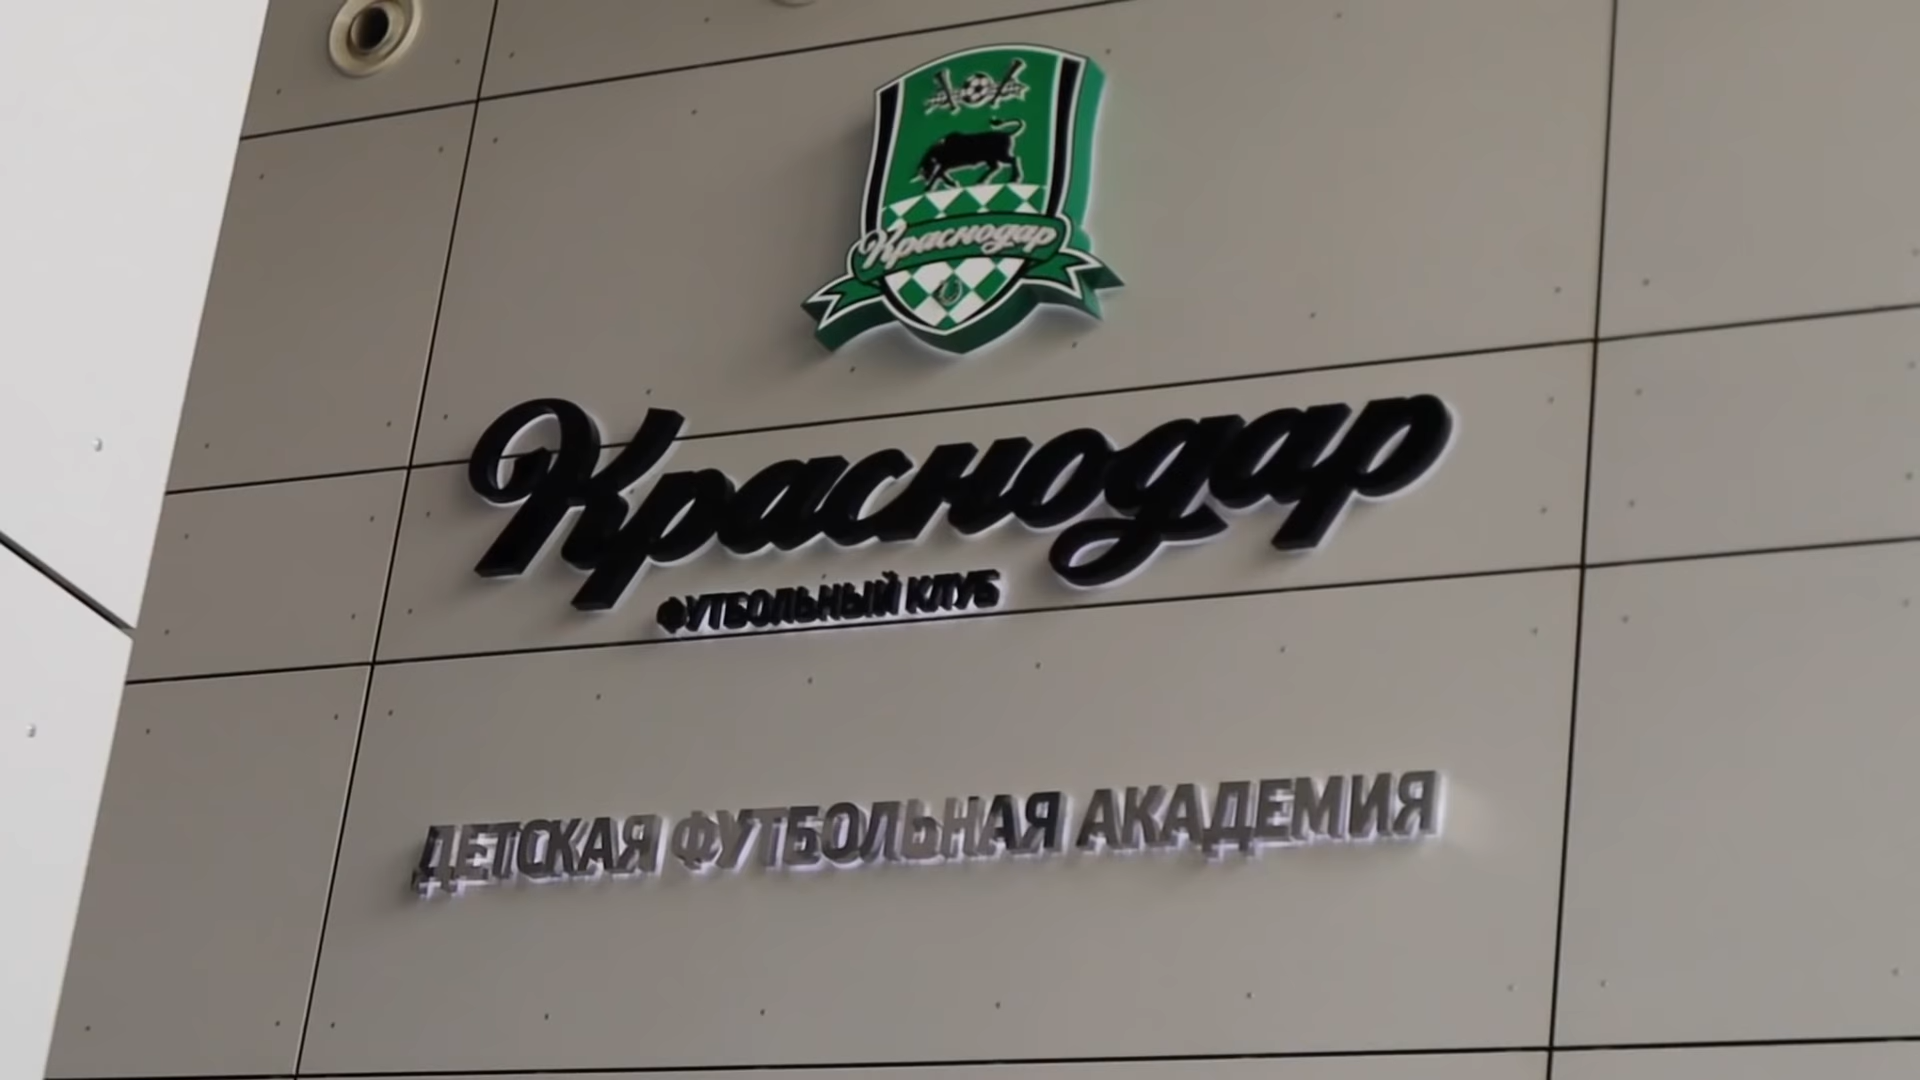 Краснодар
Краснодар
ФУТБОЛЬНЫЙ КЛУБ
ДЕТСКАЯ ФУТБОЛЬНАЯ АКАДЕМИЯ